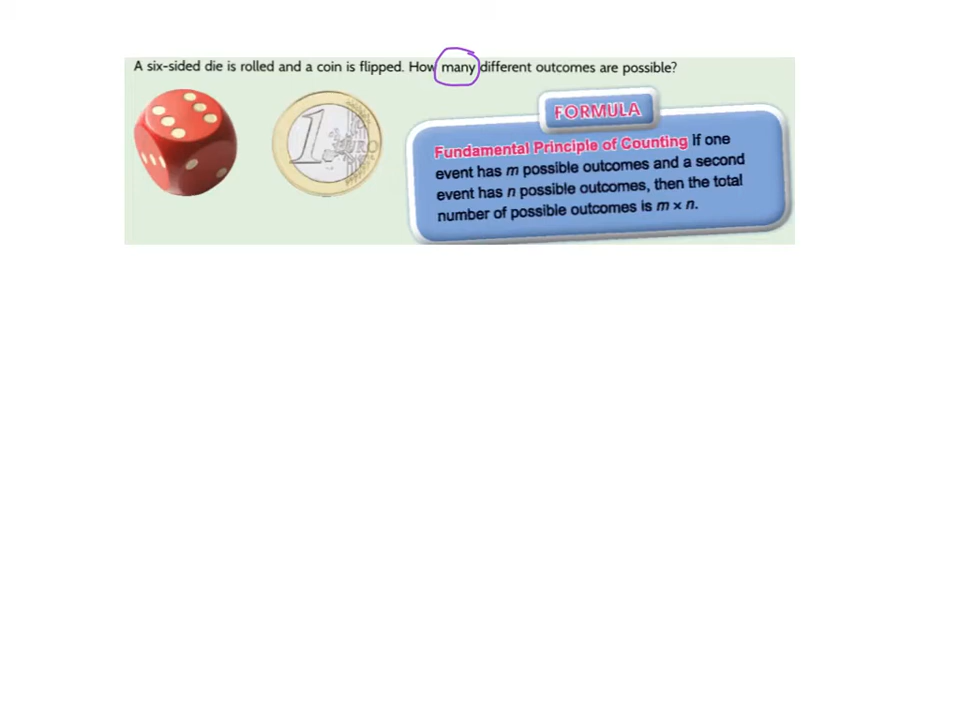 A six-sided die is rolled and a coin is flipped. How many different outcomes are possible?
1
EURO
FORMULA
Fundamental Principle of Counting If one
event has m possible outcomes and a second
event has n possible outcomes, then the total
number of possible outcomes is m × n.